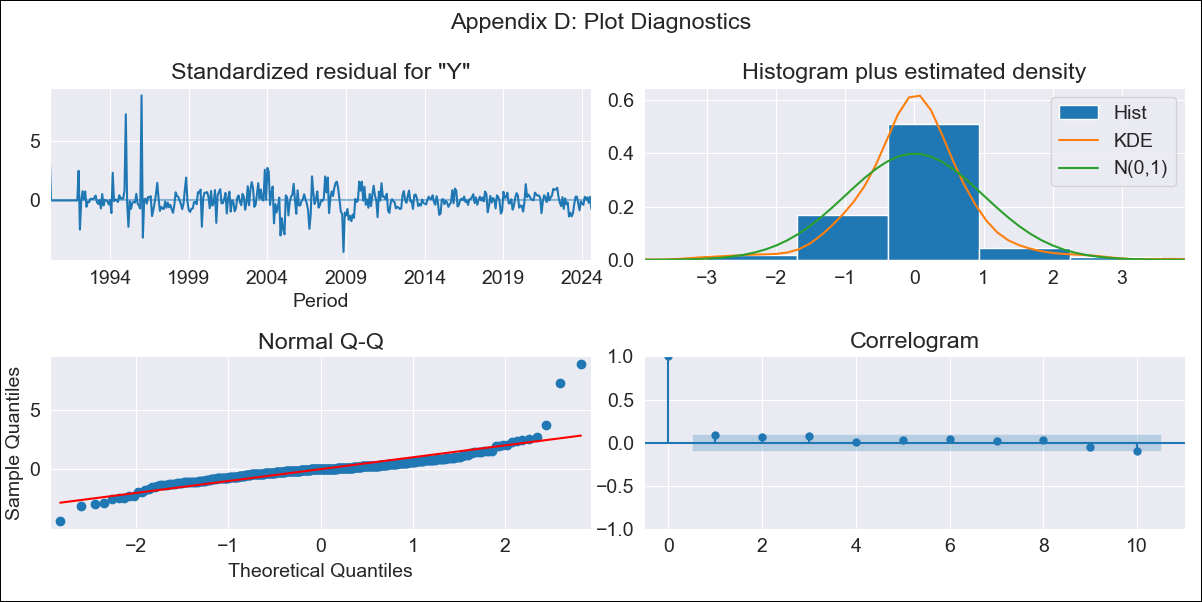 Appendix D: Plot Diagnostics
Standardized residual for "Y"
5
0
1994 1999 2004 2009 2014 2019 2024
Period
Histogram plus estimated density
0.6
0.4
0.2
0.0
−3 −2 −1 0 1 2 3
Hist
KDE
N(0,1)
Normal Q-Q
Sample Quantiles
5
0
−2 −1 0 1 2
Theoretical Quantiles
Correlogram
1.0
0.5
0.0
−0.5
−1.0
0 2 4 6 8 10